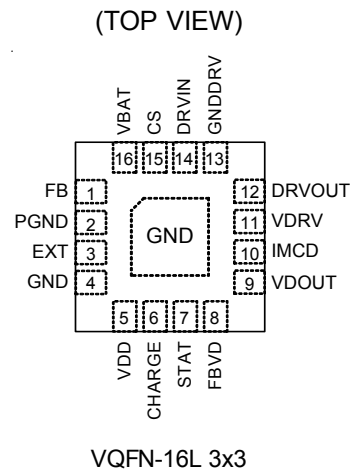 (TOP VIEW)
VBAT
CS
DRVIN
GNDDRV
16
15
14
13
FB 1
PGND 2
EXT 3
GND 4
GND
12 DRVOUT
11 VDRV
10 IMCD
9 VDOUT
5
6
7
8
VDD
CHARGE
STAT
FBVD
VQFN-16L 3x3